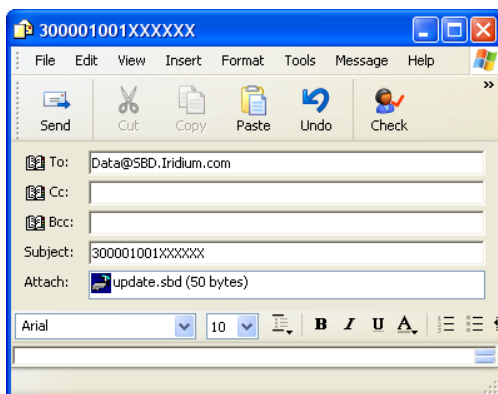 300001001XXXXXX
File Edit View Insert Format Tools Message Help
Send Cut Copy Paste Undo Check
To: Data@SBD.Iridium.com
Cc:
Bcc:
Subject: 300001001XXXXXX
Attach: update.sbd (50 bytes)
Arial 10 B I U A